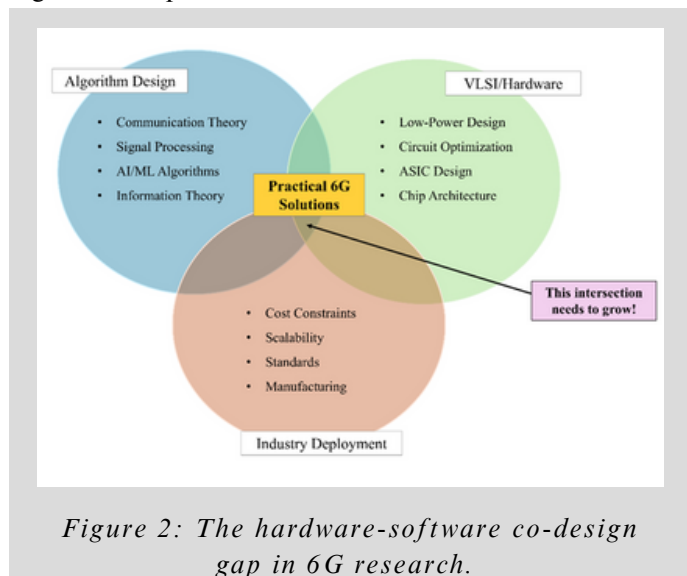 Algorithm Design
VLSI/Hardware
• Communication Theory
• Signal Processing
• AI/ML Algorithms
• Information Theory
• Low-Power Design
• Circuit Optimization
• ASIC Design
• Chip Architecture
Practical 6G
Solutions
This intersection
needs to grow!
• Cost Constraints
• Scalability
• Standards
• Manufacturing
Industry Deployment
Figure 2: The hardware-software co-design
gap in 6G research.